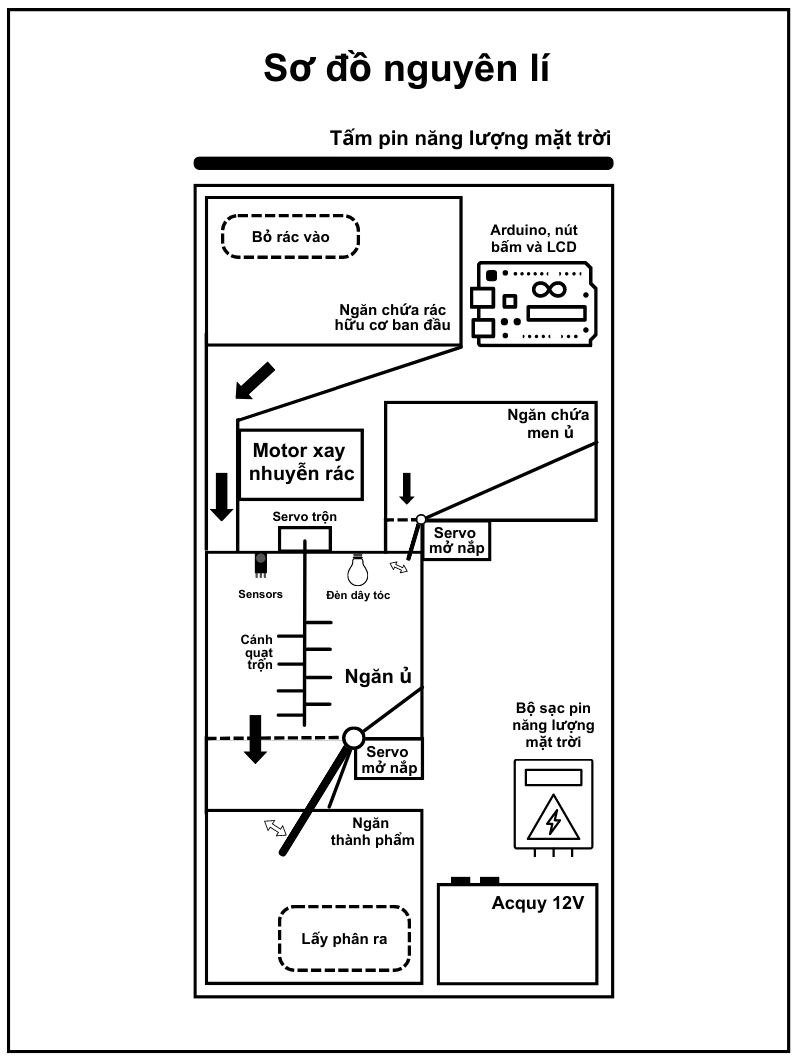 Sơ đồ nguyên lí
Tấm pin năng lượng mặt trời
Bỏ rác vào
Arduino, nút
bấm và LCD
Ngăn chứa rác
hữu cơ ban đầu
Ngăn chứa
men ủ
Motor xay
nhuyễn rác
Servo trộn
Servo
mở nắp
Sensors
Đèn dây tóc
Cánh
quạt
trộn
Ngăn ủ
Bộ sạc pin
năng lượng
mặt trời
Servo
mở nắp
Ngăn
thành phẩm
Acquy 12V
Lấy phân ra